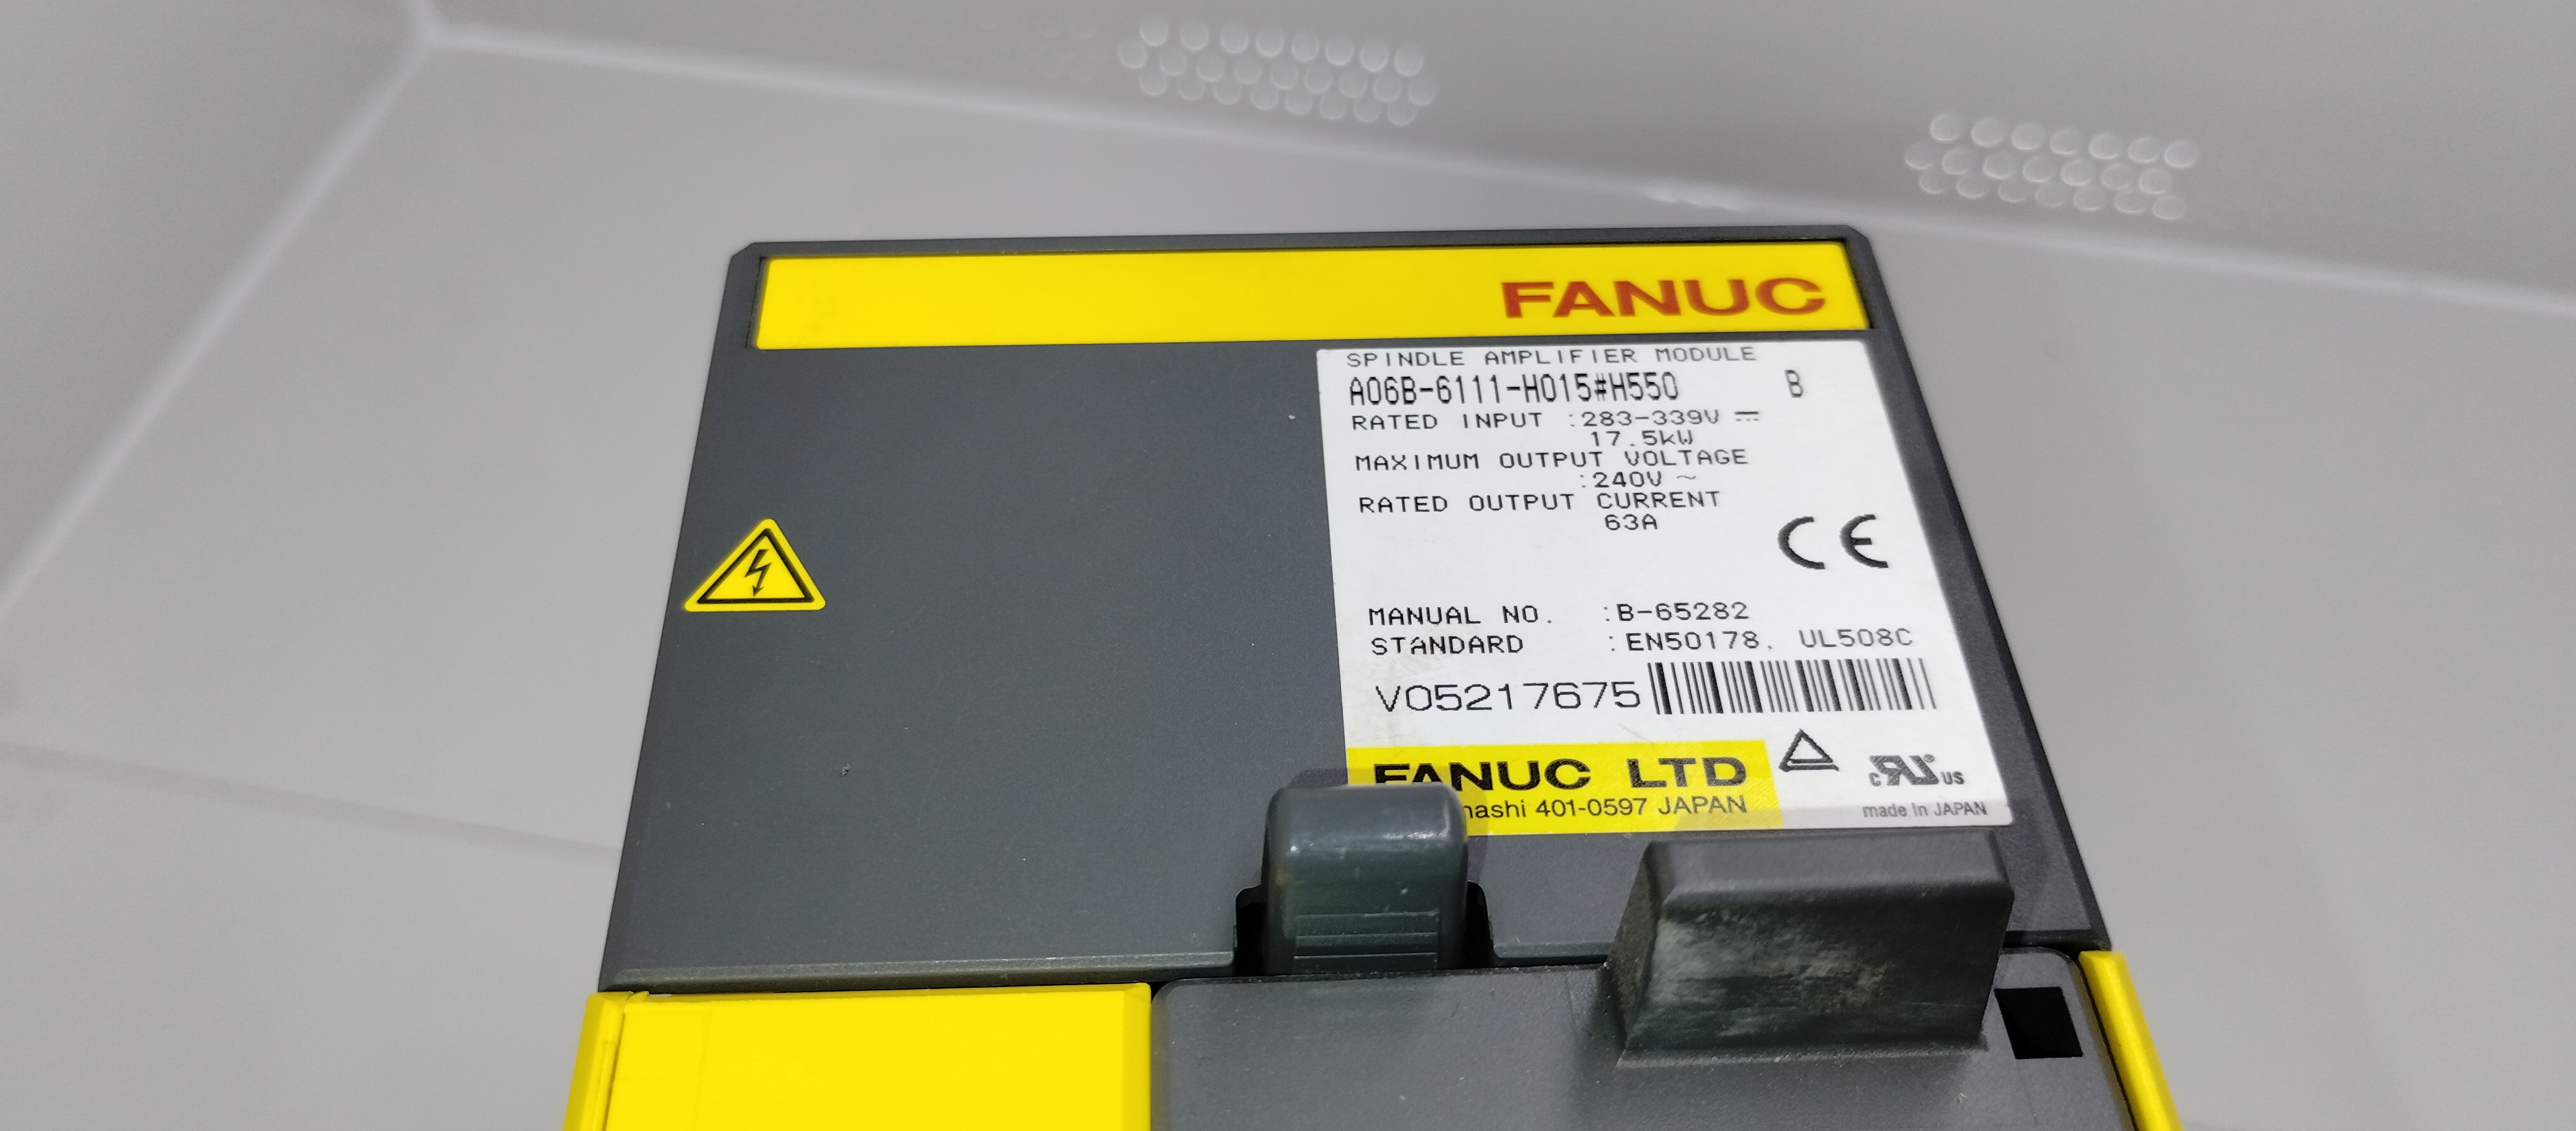 FANUC
SPINDLE AMPLIFIER MODULE
A06B-6111-H015#H550 B
RATED INPUT :283-339V ⎓
17.5kW
MAXIMUM OUTPUT VOLTAGE
:240V ~
RATED OUTPUT CURRENT
63A
CE
MANUAL NO. :B-65282
STANDARD :EN50178, UL508C
V05217675
FANUC LTD
401-0597 JAPAN
c US
made in JAPAN